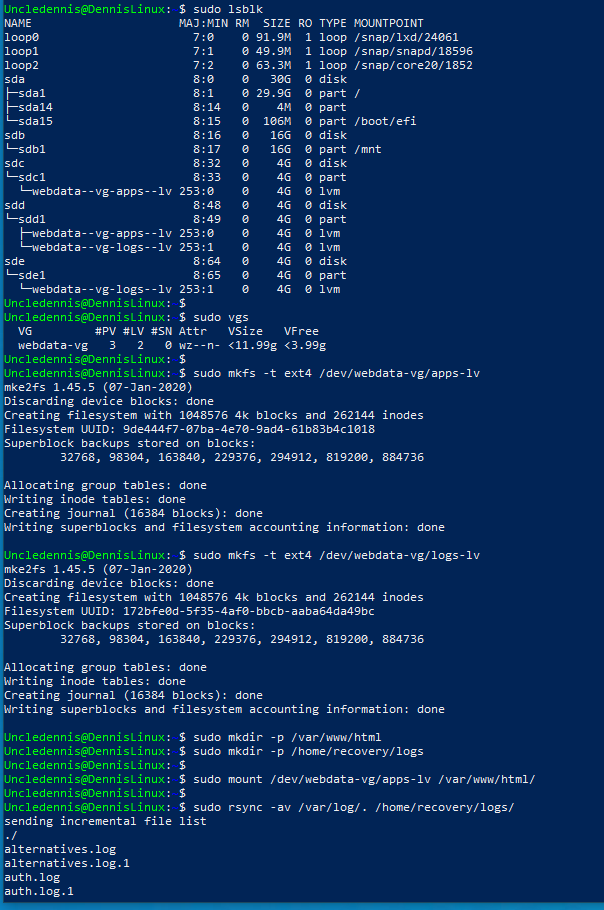 Uncledennis@DennisLinux: $ sudo lsblk
NAME                      MAJ:MIN RM  SIZE RO TYPE MOUNTPOINT
loop0                       7:0    0 91.9M  1 loop /snap/lxd/24061
loop1                       7:1    0 49.9M  1 loop /snap/snapd/18596
loop2                       7:2    0 63.3M  1 loop /snap/core20/1852
sda                         8:0    0   30G  0 disk
├─sda1                      8:1    0 29.9G  0 part /
├─sda14                     8:14   0    4M  0 part
└─sda15                     8:15   0  106M  0 part /boot/efi
sdb                         8:16   0   16G  0 disk
└─sdb1                      8:17   0   16G  0 part /mnt
sdc                         8:32   0    4G  0 disk
└─sdc1                      8:33   0    4G  0 part
  └─webdata--vg-apps--lv 253:0    0    4G  0 lvm
sdd                         8:48   0    4G  0 disk
└─sdd1                      8:49   0    4G  0 part
  ├─webdata--vg-apps--lv 253:0    0    4G  0 lvm
  └─webdata--vg-logs--lv 253:1    0    4G  0 lvm
sde                         8:64   0    4G  0 disk
└─sde1                      8:65   0    4G  0 part
  └─webdata--vg-logs--lv 253:1    0    4G  0 lvm
Uncledennis@DennisLinux: $
Uncledennis@DennisLinux: $ sudo vgs
  VG         #PV #LV #SN Attr   VSize   VFree
  webdata-vg   3   2   0 wz--n- <11.99g <3.99g
Uncledennis@DennisLinux: $
Uncledennis@DennisLinux: $ sudo mkfs -t ext4 /dev/webdata-vg/apps-lv
mke2fs 1.45.5 (07-Jan-2020)
Discarding device blocks: done
Creating filesystem with 1048576 4k blocks and 262144 inodes
Filesystem UUID: 9de444f7-07ba-4e70-9ad4-61b83b4c1018
Superblock backups stored on blocks:
        32768, 98304, 163840, 229376, 294912, 819200, 884736

Allocating group tables: done
Writing inode tables: done
Creating journal (16384 blocks): done
Writing superblocks and filesystem accounting information: done

Uncledennis@DennisLinux: $ sudo mkfs -t ext4 /dev/webdata-vg/logs-lv
mke2fs 1.45.5 (07-Jan-2020)
Discarding device blocks: done
Creating filesystem with 1048576 4k blocks and 262144 inodes
Filesystem UUID: 172bfe0d-5f35-4af0-bbcb-aaba64da49bc
Superblock backups stored on blocks:
        32768, 98304, 163840, 229376, 294912, 819200, 884736

Allocating group tables: done
Writing inode tables: done
Creating journal (16384 blocks): done
Writing superblocks and filesystem accounting information: done

Uncledennis@DennisLinux: $ sudo mkdir -p /var/www/html
Uncledennis@DennisLinux: $ sudo mkdir -p /home/recovery/logs
Uncledennis@DennisLinux: $
Uncledennis@DennisLinux: $ sudo mount /dev/webdata-vg/apps-lv /var/www/html/
Uncledennis@DennisLinux: $
Uncledennis@DennisLinux: $ sudo rsync -av /var/log/. /home/recovery/logs/
sending incremental file list
./
alternatives.log
alternatives.log.1
auth.log
auth.log.1